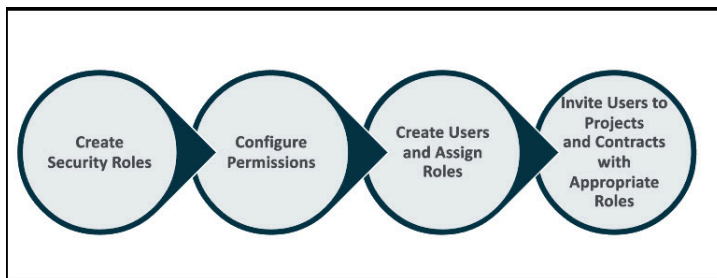 Create
Security Roles
Configure
Permissions
Create Users
and Assign
Roles
Invite Users to
Projects
and Contracts
with
Appropriate
Roles